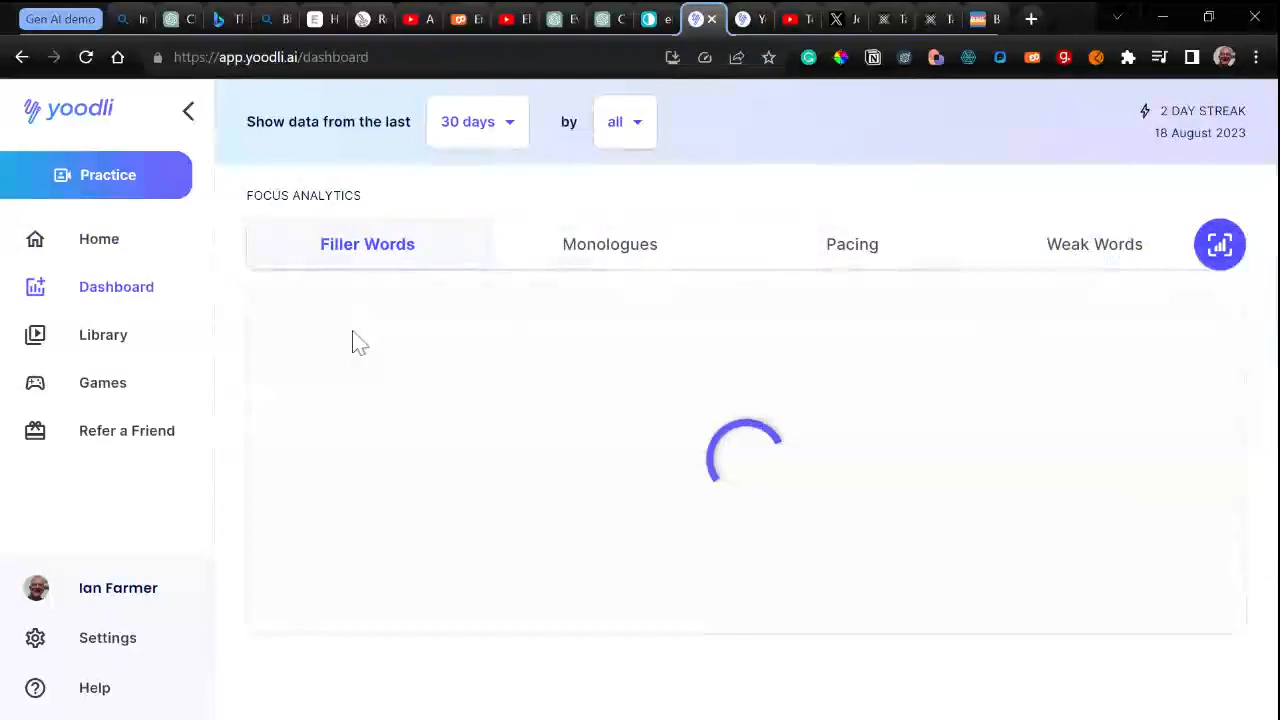 Gen AI demo
https://app.yoodli.ai/dashboard
yoodli
Show data from the last 30 days by all
2 DAY STREAK
18 August 2023
Practice
FOCUS ANALYTICS
Filler Words Monologues Pacing Weak Words
Home
Dashboard
Library
Games
Refer a Friend
Ian Farmer
Settings
Help